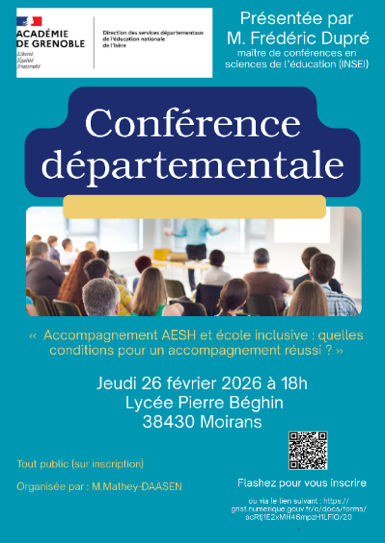 ACADÉMIE
DE GRENOBLE
Liberté
Égalité
Fraternité
Direction des services départementaux
de l'éducation nationale
de l'Isère
Présentée par
M. Frédéric Dupré
maître de conférences en
sciences de l'éducation (INSEI)
Conférence
départementale
« Accompagnement AESH et école inclusive : quelles
conditions pour un accompagnement réussi ? »
Jeudi 26 février 2026 à 18h
Lycée Pierre Béghin
38430 Moirans
Tout public (sur inscription)
Organisée par : M.Mathey-DAASEN
Flashez pour vous inscrire
ou via le lien suivant : https://
grist.numerique.gouv.fr/o/docs/forms/